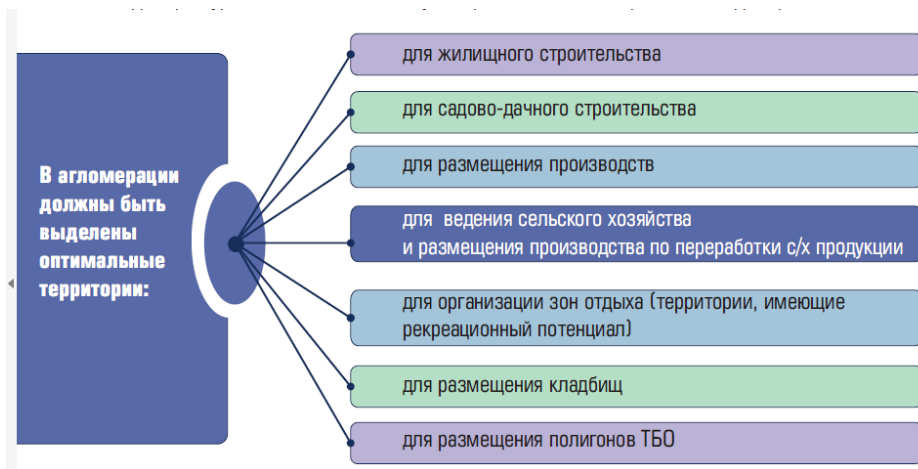 В агломерации
должны быть
выделены
оптимальные
территории:
для жилищного строительства
для садово-дачного строительства
для размещения производств
для ведения сельского хозяйства
и размещения производства по переработки с/х продукции
для организации зон отдыха (территории, имеющие
рекреационный потенциал)
для размещения кладбищ
для размещения полигонов ТБО